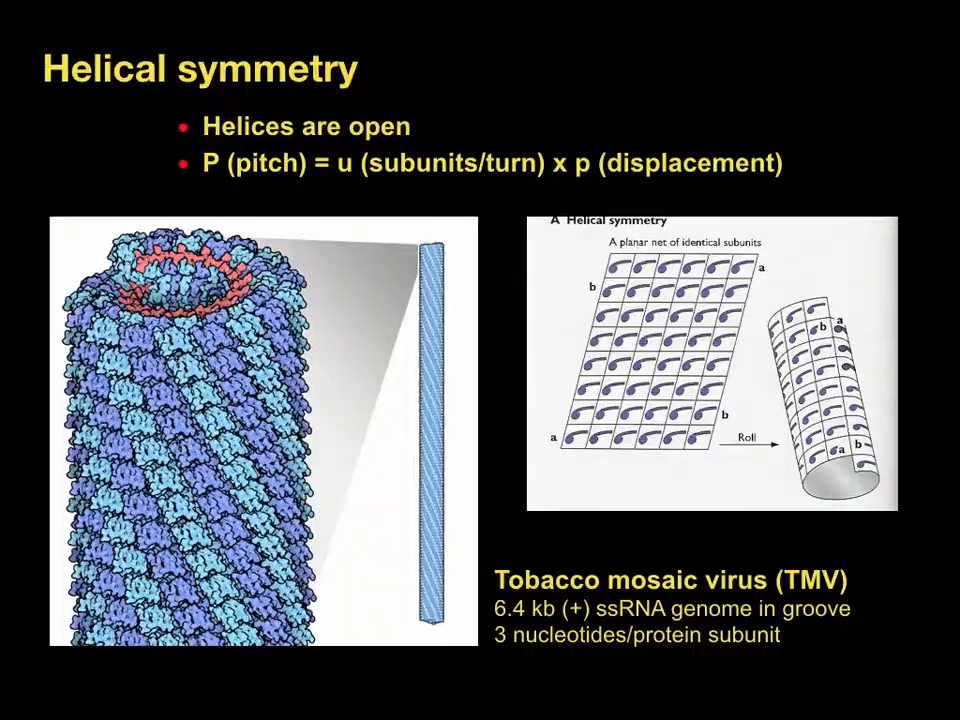 Helical symmetry
• Helices are open
• P (pitch) = u (subunits/turn) x p (displacement)
A Helical symmetry
A planar net of identical subunits
a
b
b
a
Roll
a
b
a
b
Tobacco mosaic virus (TMV)
6.4 kb (+) ssRNA genome in groove
3 nucleotides/protein subunit